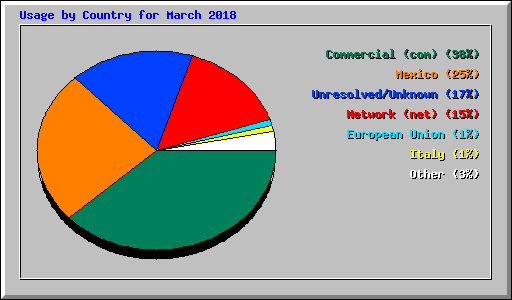 Usage by Country for March 2018
Commercial (com) (38%)
Mexico (25%)
Unresolved/Unknown (17%)
Network (net) (15%)
European Union (1%)
Italy (1%)
Other (3%)